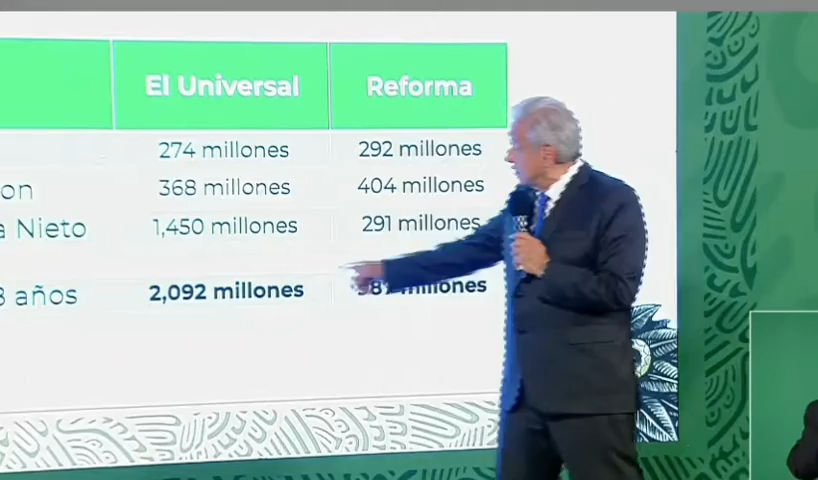 El Universal Reforma
274 millones 292 millones
on 368 millones 404 millones
a Nieto 1,450 millones 291 millones
8 años 2,092 millones millones